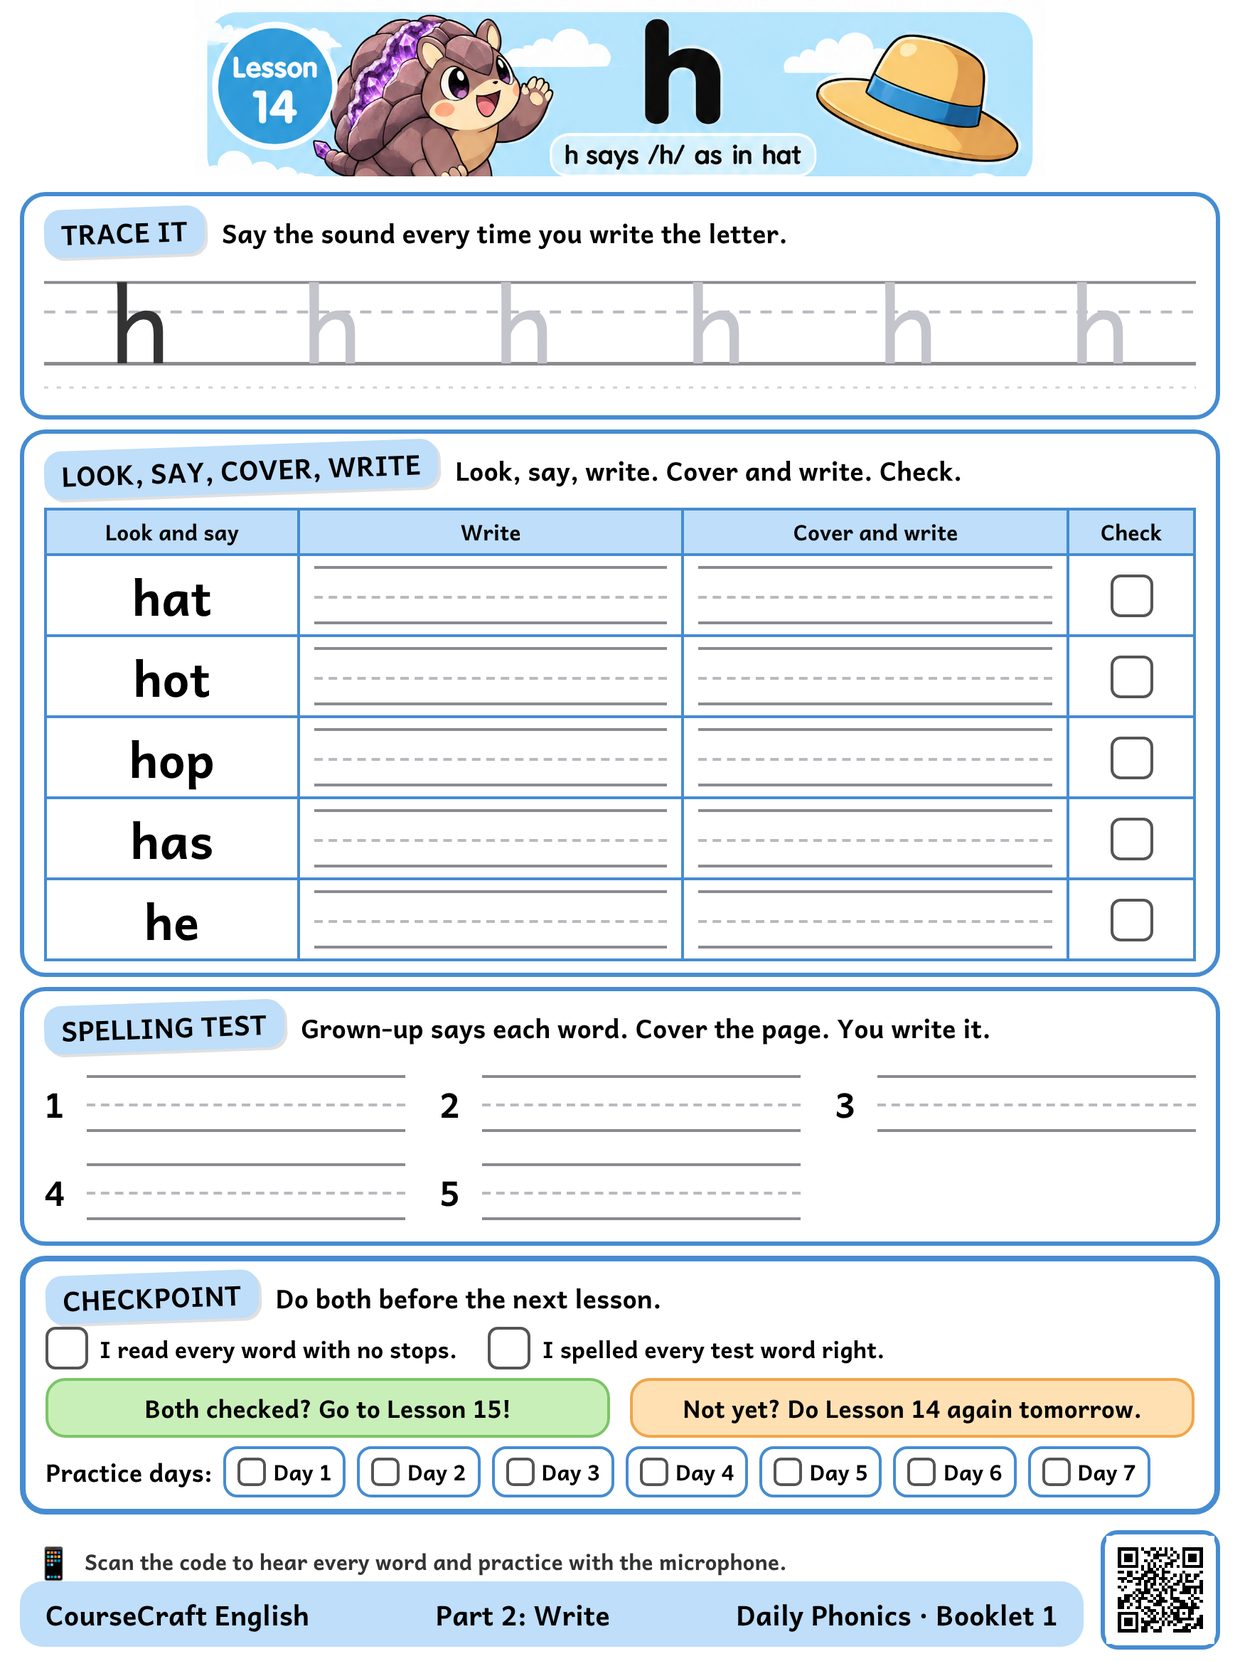 Lesson
14
h
h says /h/ as in hat
TRACE IT Say the sound every time you write the letter.
h h h h h h
LOOK, SAY, COVER, WRITE Look, say, write. Cover and write. Check.
Look and say Write Cover and write Check
hat
hot
hop
has
he
SPELLING TEST Grown-up says each word. Cover the page. You write it.
1 2 3
4 5
CHECKPOINT Do both before the next lesson.
I read every word with no stops. I spelled every test word right.
Both checked? Go to Lesson 15! Not yet? Do Lesson 14 again tomorrow.
Practice days: Day 1 Day 2 Day 3 Day 4 Day 5 Day 6 Day 7
Scan the code to hear every word and practice with the microphone.
CourseCraft English Part 2: Write Daily Phonics · Booklet 1